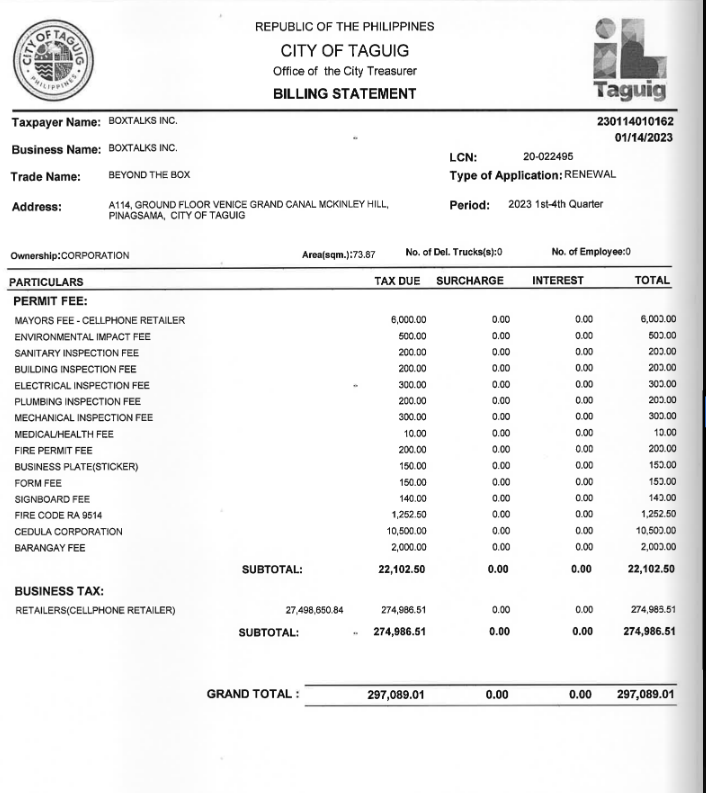 CITY OF TAGUIG
PHILIPPINES
REPUBLIC OF THE PHILIPPINES
CITY OF TAGUIG
Office of the City Treasurer
BILLING STATEMENT
Taguig
Taxpayer Name: BOXTALKS INC. 230114010162
01/14/2023
Business Name: BOXTALKS INC.
LCN: 20-022495
Trade Name: BEYOND THE BOX Type of Application: RENEWAL
Address: A114, GROUND FLOOR VENICE GRAND CANAL MCKINLEY HILL, Period: 2023 1st-4th Quarter
PINAGSAMA, CITY OF TAGUIG
Ownership:CORPORATION Area(sqm.):73.87 No. of Del. Trucks(s):0 No. of Employee:0
PARTICULARS TAX DUE SURCHARGE INTEREST TOTAL
PERMIT FEE:
MAYORS FEE - CELLPHONE RETAILER 6,000.00 0.00 0.00 6,000.00
ENVIRONMENTAL IMPACT FEE 500.00 0.00 0.00 500.00
SANITARY INSPECTION FEE 200.00 0.00 0.00 200.00
BUILDING INSPECTION FEE 200.00 0.00 0.00 200.00
ELECTRICAL INSPECTION FEE 300.00 0.00 0.00 300.00
PLUMBING INSPECTION FEE 200.00 0.00 0.00 200.00
MECHANICAL INSPECTION FEE 300.00 0.00 0.00 300.00
MEDICAL/HEALTH FEE 10.00 0.00 0.00 10.00
FIRE PERMIT FEE 200.00 0.00 0.00 200.00
BUSINESS PLATE(STICKER) 150.00 0.00 0.00 150.00
FORM FEE 150.00 0.00 0.00 150.00
SIGNBOARD FEE 140.00 0.00 0.00 140.00
FIRE CODE RA 9514 1,252.50 0.00 0.00 1,252.50
CEDULA CORPORATION 10,500.00 0.00 0.00 10,500.00
BARANGAY FEE 2,000.00 0.00 0.00 2,000.00
SUBTOTAL: 22,102.50 0.00 0.00 22,102.50
BUSINESS TAX:
RETAILERS(CELLPHONE RETAILER) 27,498,650.84 274,986.51 0.00 0.00 274,986.51
SUBTOTAL: 274,986.51 0.00 0.00 274,986.51
GRAND TOTAL : 297,089.01 0.00 0.00 297,089.01